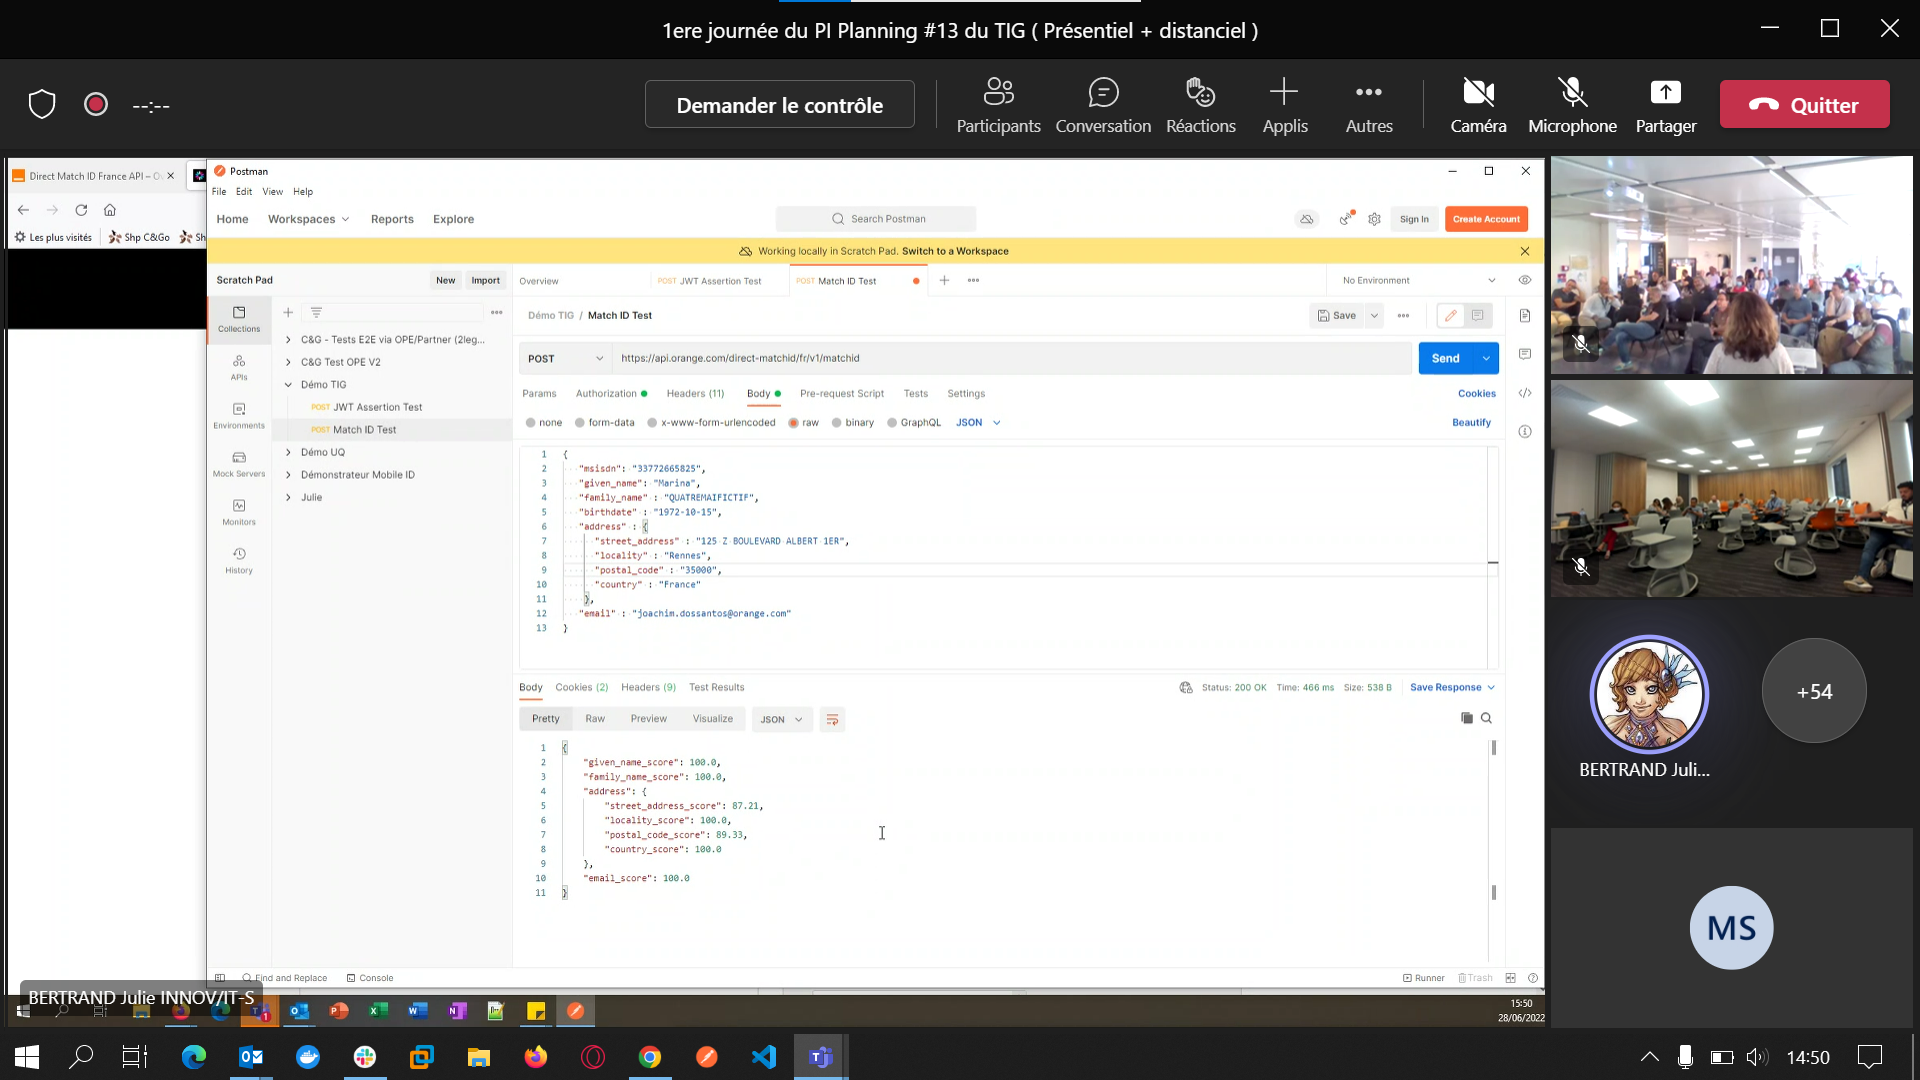 1ere journée du PI Planning #13 du TIG ( Présentiel + distanciel )
--:--
Demander le contrôle
Participants
Conversation
Réactions
Applis
Autres
Caméra
Microphone
Partager
Quitter
Direct Match ID France API – Ov
Les plus visités
Shp C&Go
Sh
Postman
File Edit View Help
Home Workspaces Reports Explore
Search Postman
Sign In
Create Account
Working locally in Scratch Pad. Switch to a Workspace
Scratch Pad
New
Import
Overview
POST JWT Assertion Test
POST Match ID Test
No Environment
Collections
APIs
Environments
Mock Servers
Monitors
History
C&G - Tests E2E via OPE/Partner (2leg...
C&G Test OPE V2
Démo TIG
POST JWT Assertion Test
POST Match ID Test
Démo UQ
Démonstrateur Mobile ID
Julie
Démo TIG / Match ID Test
Save
POST
https://api.orange.com/direct-matchid/fr/v1/matchid
Send
Params Authorization Headers (11) Body Pre-request Script Tests Settings
Cookies
none form-data x-www-form-urlencoded raw binary GraphQL JSON
Beautify
1 {
2 "msisdn": "33772665825",
3 "given_name": "Marina",
4 "family_name" : "QUATREMAIFICTIF",
5 "birthdate" : "1972-10-15",
6 "address" : {
7 "street_address" : "125 Z BOULEVARD ALBERT 1ER",
8 "locality" : "Rennes",
9 "postal_code" : "35000",
10 "country" : "France"
11 },
12 "email" : "joachim.dossantos@orange.com"
13 }
Body Cookies (2) Headers (9) Test Results
Status: 200 OK Time: 466 ms Size: 538 B
Save Response
Pretty Raw Preview Visualize JSON
1 {
2 "given_name_score": 100.0,
3 "family_name_score": 100.0,
4 "address": {
5 "street_address_score": 87.21,
6 "locality_score": 100.0,
7 "postal_code_score": 89.33,
8 "country_score": 100.0
9 },
10 "email_score": 100.0
11 }
Find and Replace
Console
Runner
Trash
BERTRAND Julie INNOV/IT-S
15:50
28/06/2022
BERTRAND Juli...
+54
MS
14:50